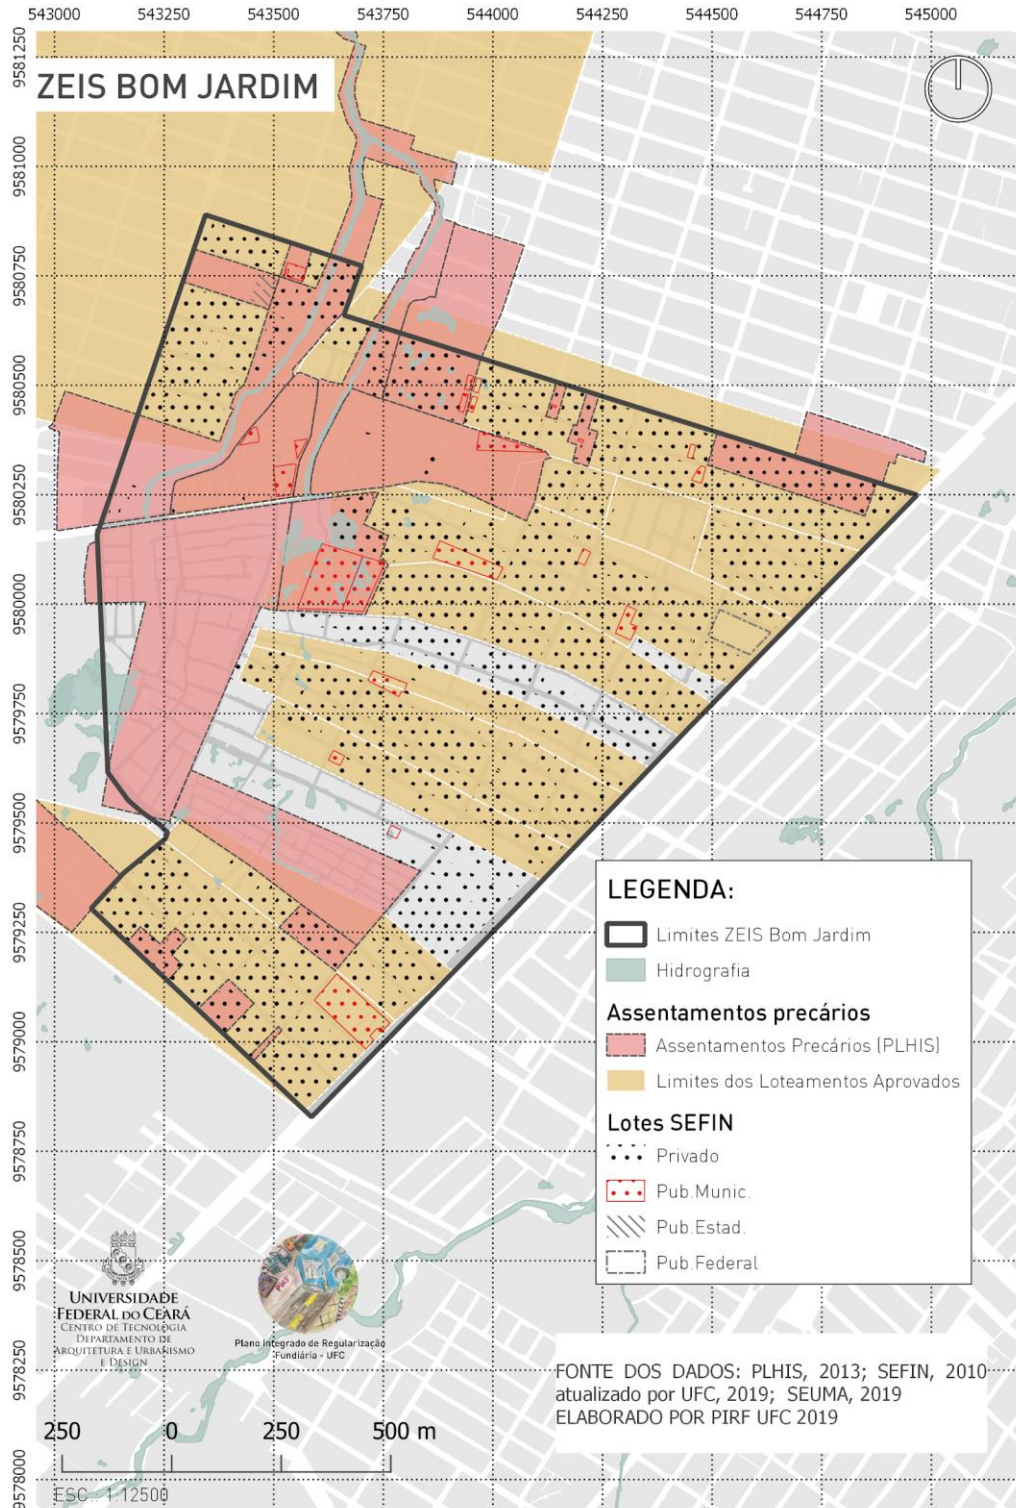 543000 543250 543500 543750 544000 544250 544500 544750 545000
9581250
ZEIS BOM JARDIM
9581000
9580750
9580500
9580250
9580000
9579750
9579500
9579250
9579000
9578750
9578500
9578250
9578000
LEGENDA:
Limites ZEIS Bom Jardim
Hidrografia
Assentamentos precários
Assentamentos Precários (PLHIS)
Limites dos Loteamentos Aprovados
Lotes SEFIN
Privado
Pub.Munic.
Pub.Estad.
Pub.Federal
UNIVERSIDADE
FEDERAL DO CEARÁ
CENTRO DE TECNOLOGIA
DEPARTAMENTO DE
ARQUITETURA E URBANISMO
E DESIGN
Plano Integrado de Regularização
Fundiária - UFC
FONTE DOS DADOS: PLHIS, 2013; SEFIN, 2010
atualizado por UFC, 2019; SEUMA, 2019
ELABORADO POR PIRF UFC 2019
250 0 250 500 m
ESC.: 1:12500